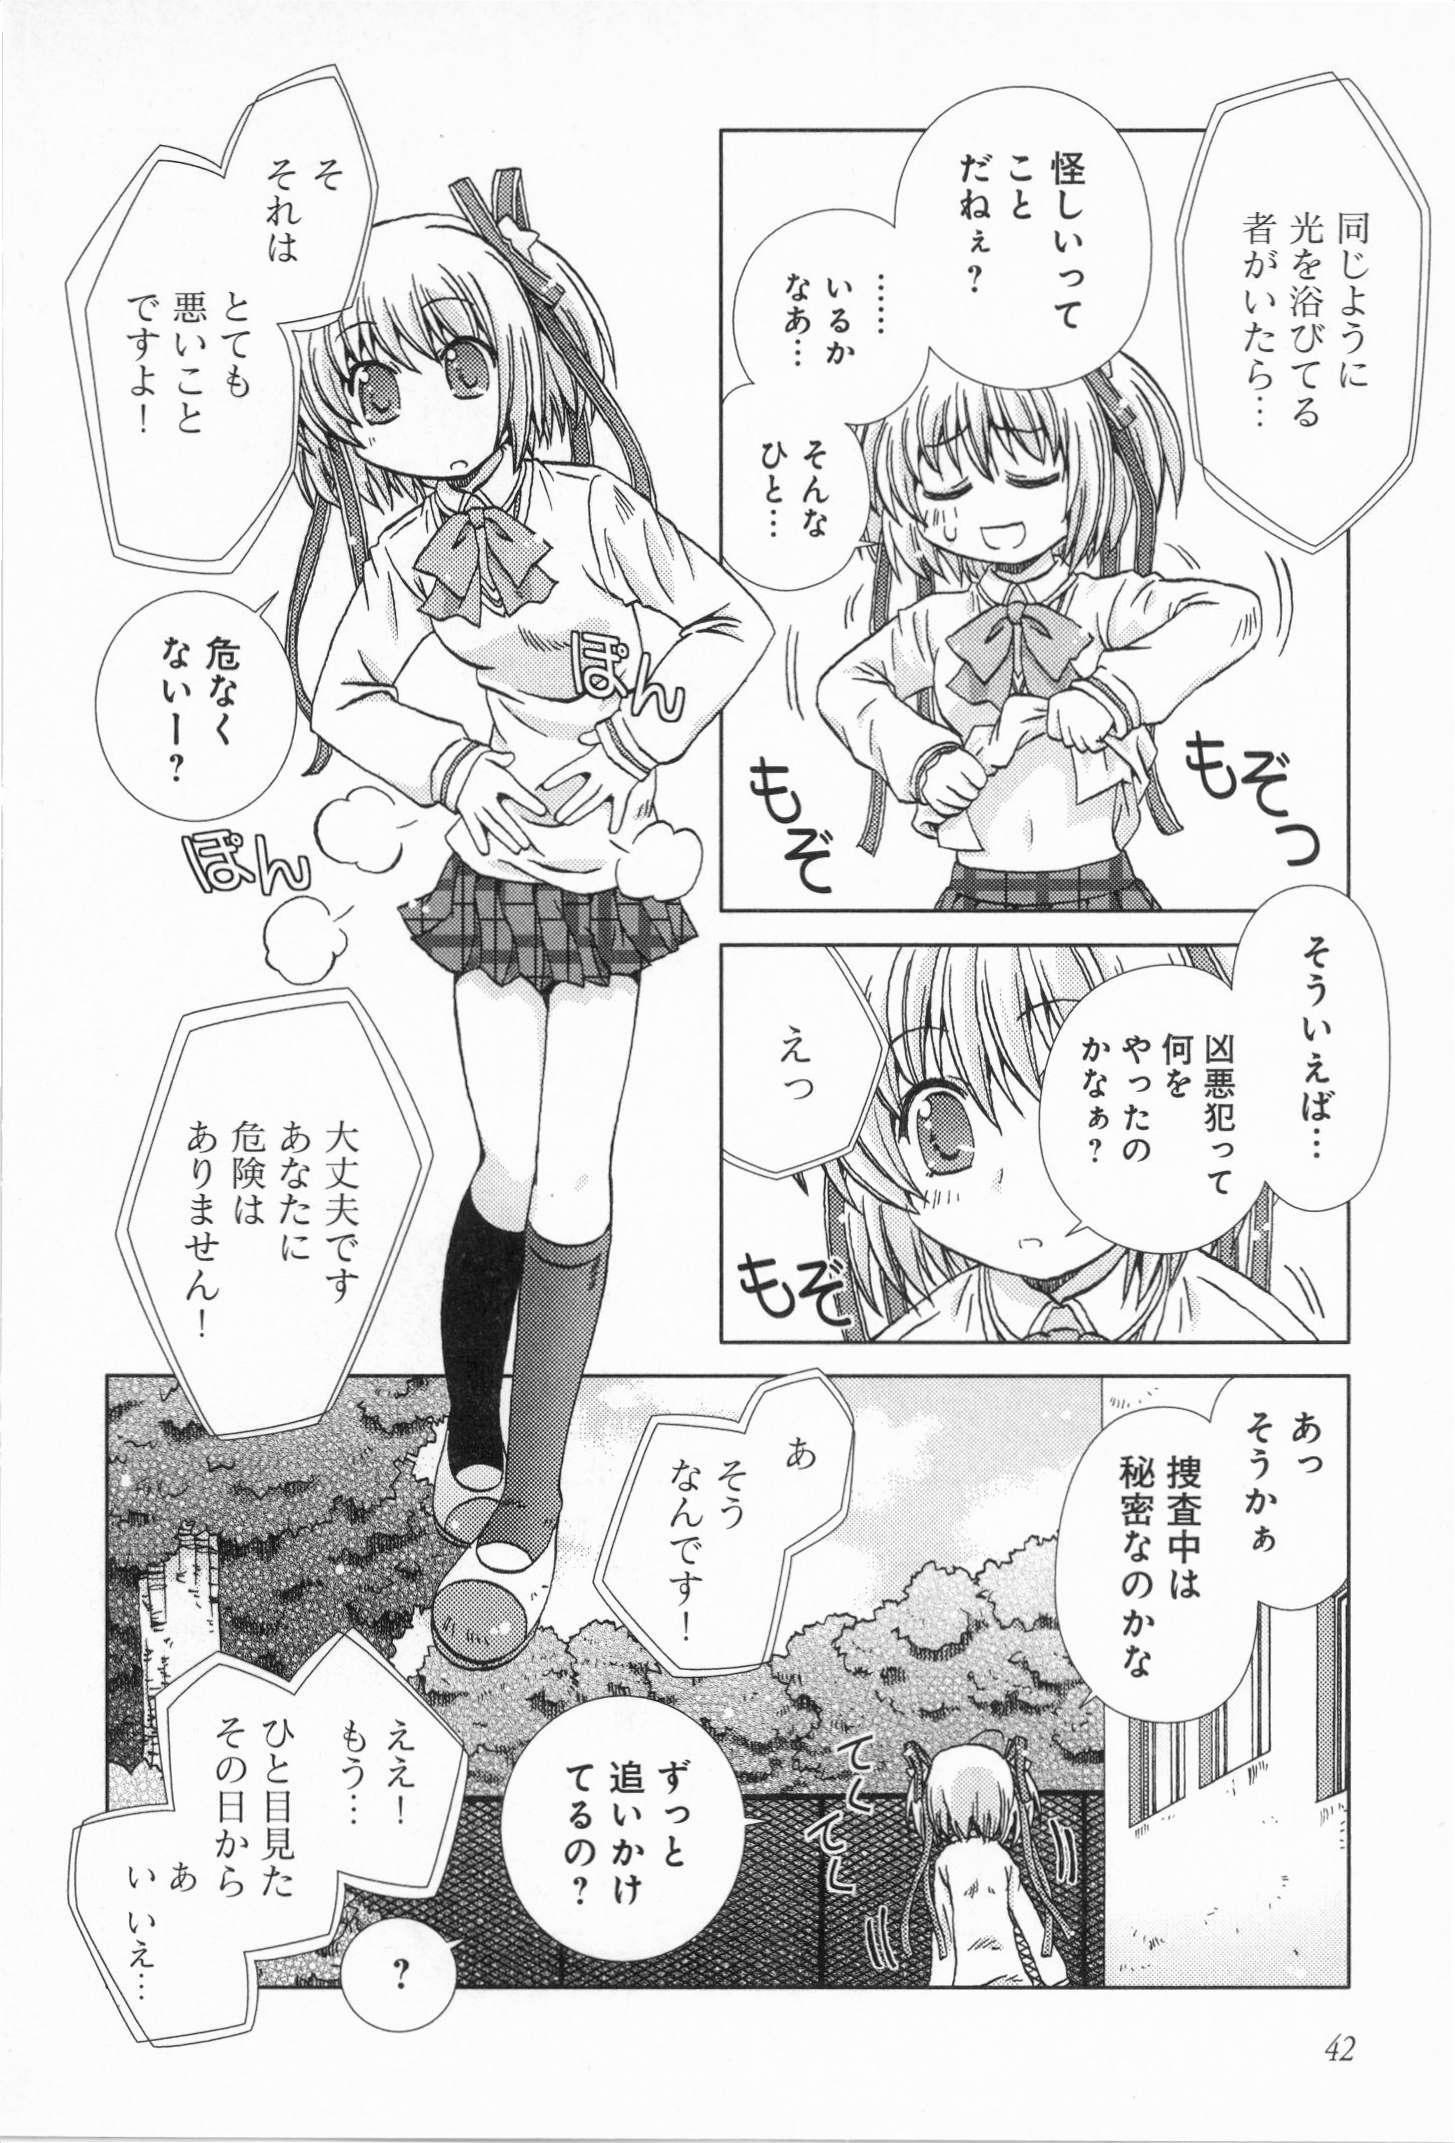 同じように
光を浴びてる
者がいたら…
怪しいって
こと
だねぇ？
……
いるか
なあ…
そんな
ひと…
もぞぞっ
もぞ
そういえば…
凶悪犯って
何を
やったの
かなぁ？
えっ
もぞ
そ
それは
とても
悪いこと
ですよ！
危なく
ないー？
ぽん
ぽん
大丈夫です
あなたに
危険は
ありません！
あっ
そうかぁ
捜査中は
秘密なのかな
あ
そう
なんです！
てく
てく
ずっと
追いかけ
てるの？
ええ！
もう…
ひと目見た
その日から
あ
いいえ…
？
42